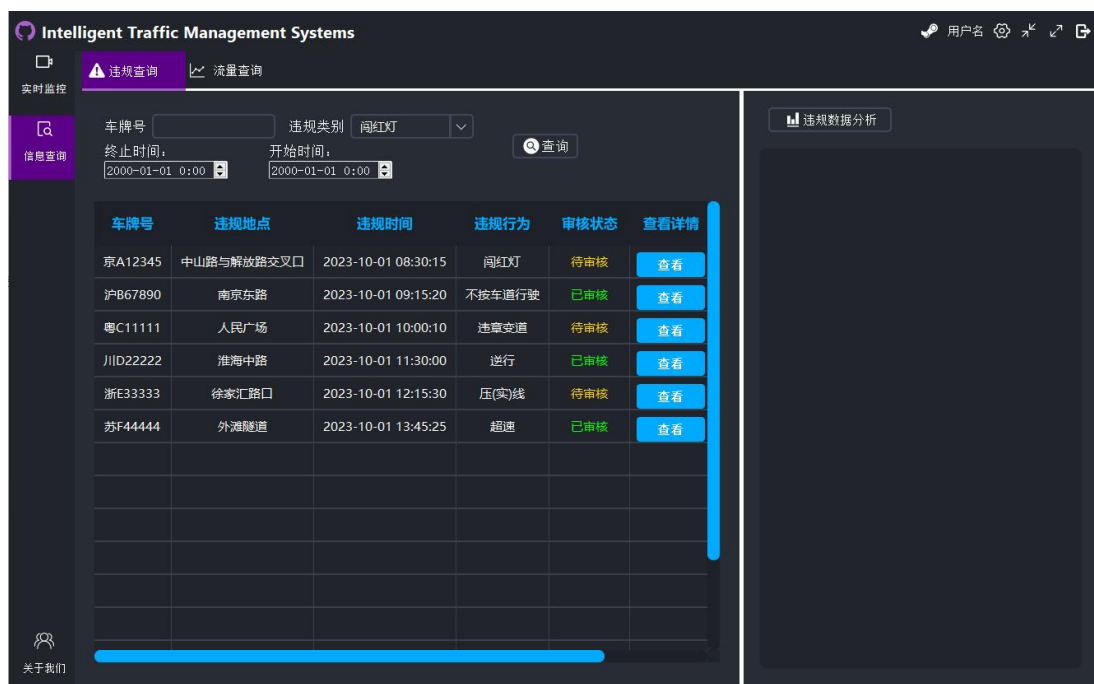 Intelligent Traffic Management Systems
用户名
实时监控
违规查询 流量查询
信息查询
车牌号 违规类别 闯红灯
查询
终止时间: 开始时间:
2000-01-01 0:00 2000-01-01 0:00
违规数据分析
车牌号 违规地点 违规时间 违规行为 审核状态 查看详情
京A12345 中山路与解放路交叉口 2023-10-01 08:30:15 闯红灯 待审核 查看
沪B67890 南京东路 2023-10-01 09:15:20 不按车道行驶 已审核 查看
粤C11111 人民广场 2023-10-01 10:00:10 违章变道 待审核 查看
川D22222 淮海中路 2023-10-01 11:30:00 逆行 已审核 查看
浙E33333 徐家汇路口 2023-10-01 12:15:30 压(实)线 待审核 查看
苏F44444 外滩隧道 2023-10-01 13:45:25 超速 已审核 查看
关于我们